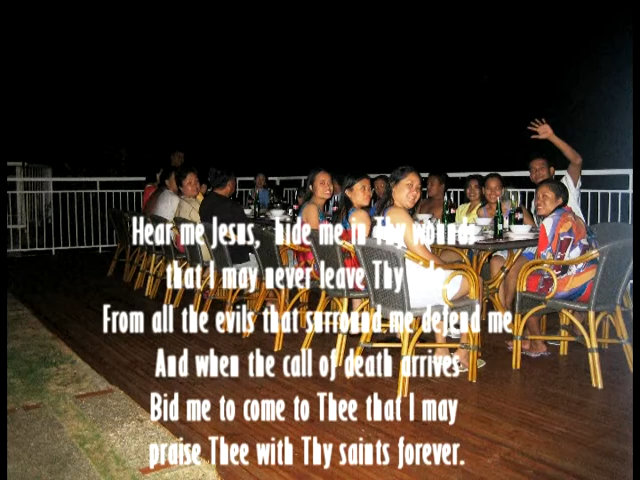 Hear me Jesus, hide me in Thy wounds
that I may never leave Thy side
From all the evils that surround me defend me
And when the call of death arrives
Bid me to come to Thee that I may
praise Thee with Thy saints forever.